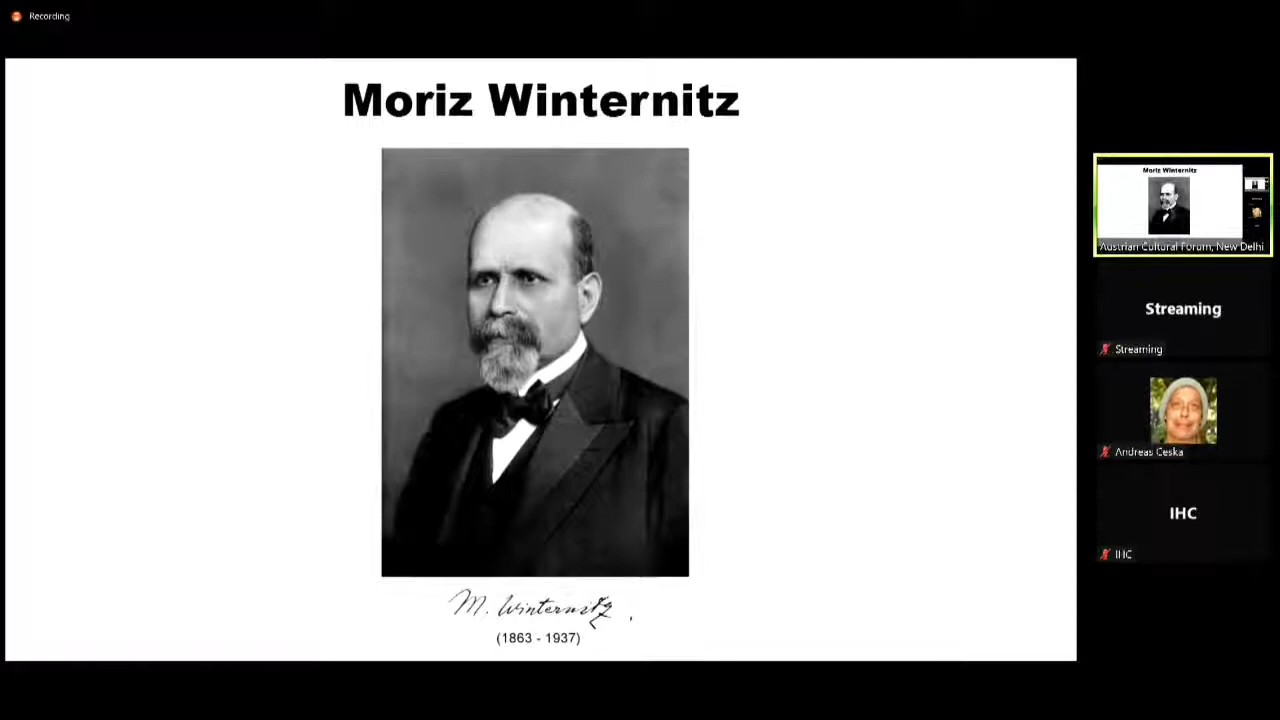 Recording
Moriz Winternitz
M. Winternitz.
(1863 - 1937)
Moriz Winternitz
Austrian Cultural Forum, New Delhi
Streaming
Streaming
Andreas Ceska
IHC
IHC